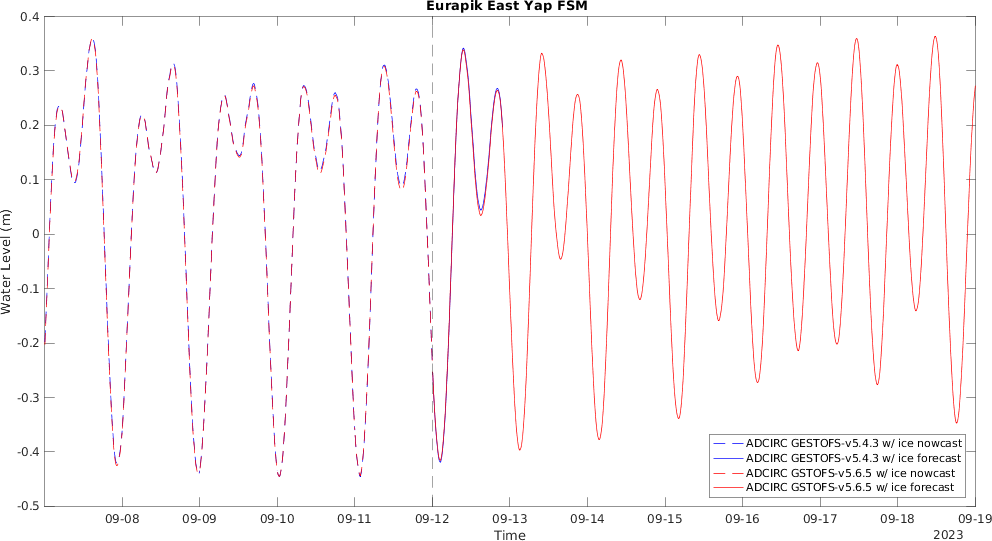 Eurapik East Yap FSM
0.4
0.3
0.2
0.1
0
-0.1
-0.2
-0.3
-0.4
-0.5
Water Level (m)
ADCIRC GESTOFS-v5.4.3 w/ ice nowcast
ADCIRC GESTOFS-v5.4.3 w/ ice forecast
ADCIRC GSTOFS-v5.6.5 w/ ice nowcast
ADCIRC GSTOFS-v5.6.5 w/ ice forecast
09-08 09-09 09-10 09-11 09-12 09-13 09-14 09-15 09-16 09-17 09-18 09-19
Time
2023